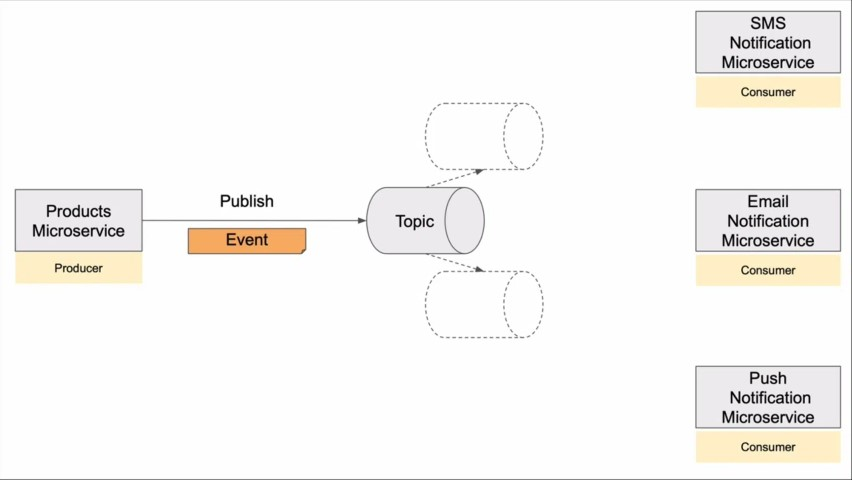 SMS
Notification
Microservice
Consumer
Products
Microservice
Producer
Publish
Event
Topic
Email
Notification
Microservice
Consumer
Push
Notification
Microservice
Consumer